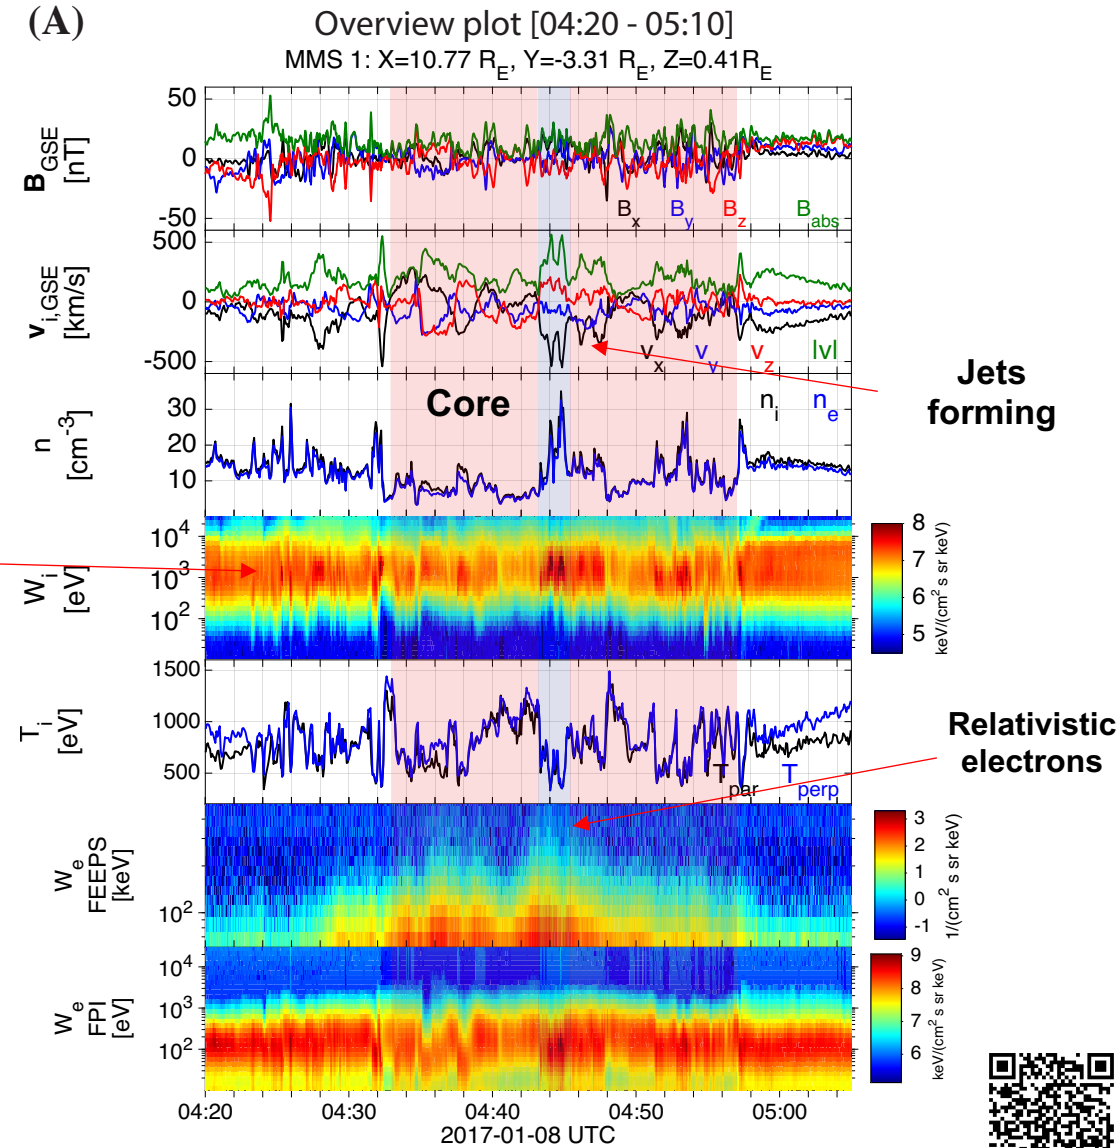 (A)
Overview plot [04:20 - 05:10]
MMS 1: X=10.77 R_E, Y=-3.31 R_E, Z=0.41R_E
B_GSE
[nT]
50
0
-50
B_x B_y B_z B_abs
v_i,GSE
[km/s]
500
0
-500
v_x v_y v_z |v|
Jets
forming
n
[cm^-3]
30
20
10
Core
n_i n_e
W_i
[eV]
10^4
10^3
10^2
8
7
6
5
keV/(cm^2 s sr keV)
T_i
[eV]
1500
1000
500
T_par T_perp
Relativistic
electrons
W_e
FEEPS
[keV]
10^2
3
2
1
0
-1
1/(cm^2 s sr keV)
W_e
FPI
[eV]
10^4
10^3
10^2
9
8
7
6
keV/(cm^2 s sr keV)
04:20 04:30 04:40 04:50 05:00
2017-01-08 UTC